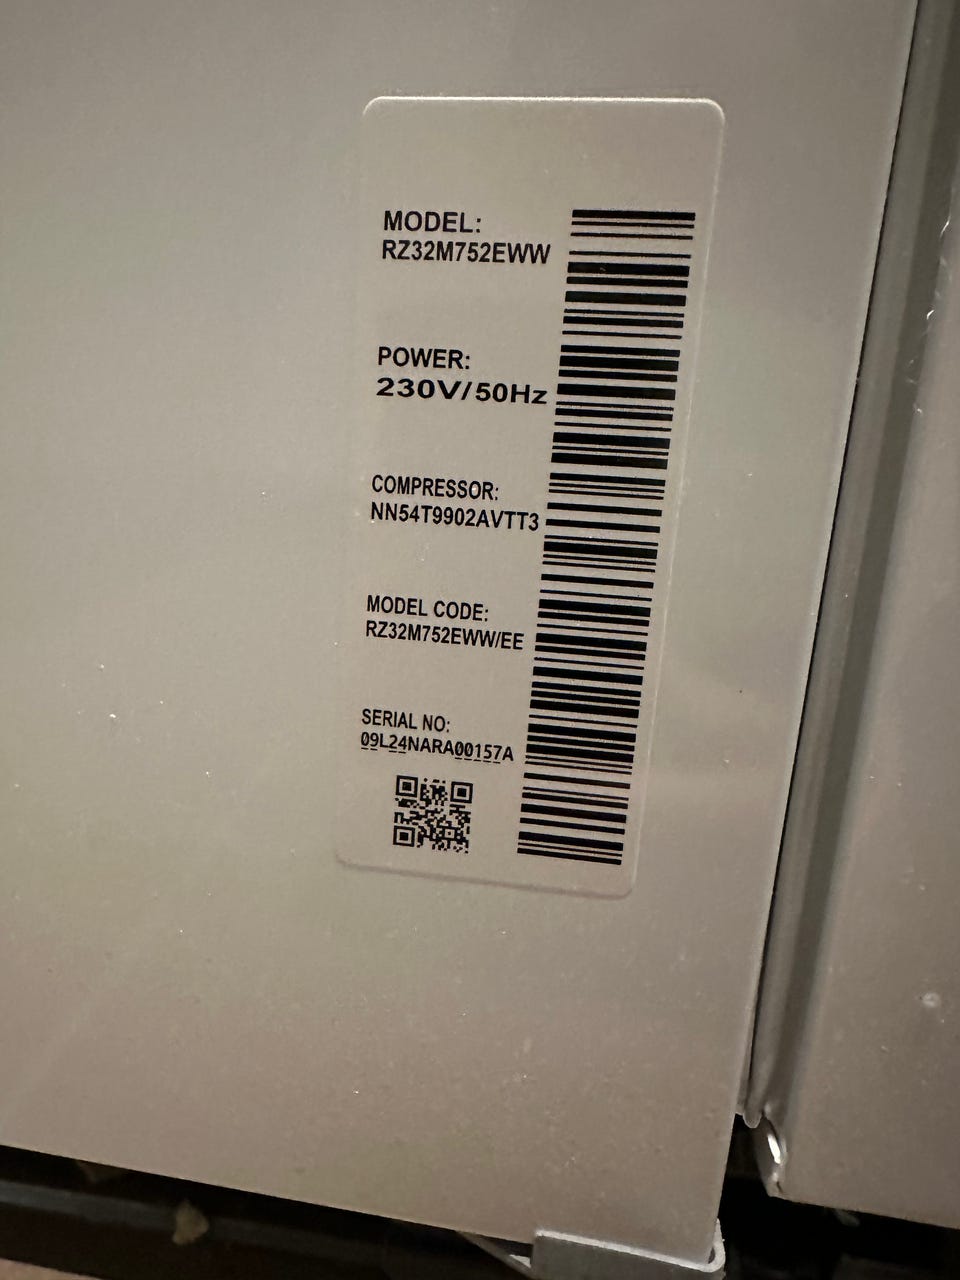 MODEL:
RZ32M752EWW
POWER:
230V/50Hz
COMPRESSOR:
NN54T9902AVTT3
MODEL CODE:
RZ32M752EWW/EE
SERIAL NO:
09L24NARA00157A